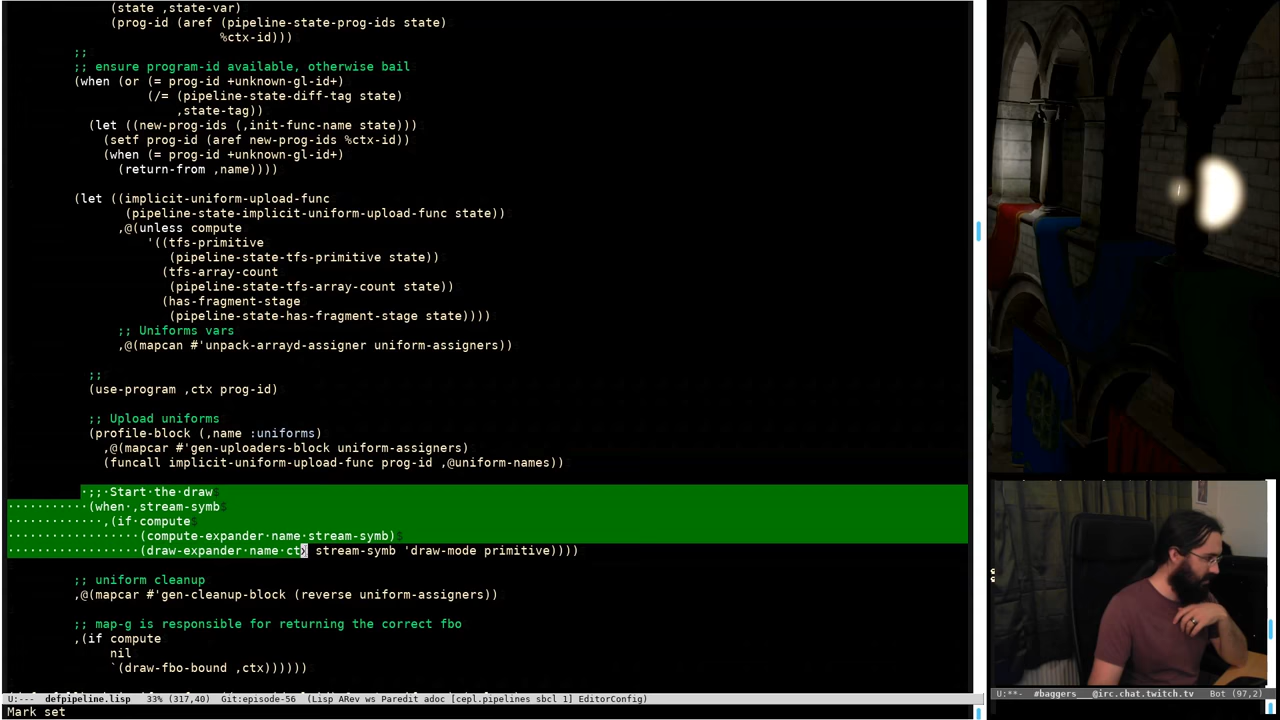 (state ,state-var)
(prog-id (aref (pipeline-state-prog-ids state)
%ctx-id)))
;;
;; ensure program-id available, otherwise bail
(when (or (= prog-id +unknown-gl-id+)
(/= (pipeline-state-diff-tag state)
,state-tag))
(let ((new-prog-ids (,init-func-name state)))
(setf prog-id (aref new-prog-ids %ctx-id))
(when (= prog-id +unknown-gl-id+)
(return-from ,name))))
(let ((implicit-uniform-upload-func
(pipeline-state-implicit-uniform-upload-func state))
,@(unless compute
'((tfs-primitive
(pipeline-state-tfs-primitive state))
(tfs-array-count
(pipeline-state-tfs-array-count state))
(has-fragment-stage
(pipeline-state-has-fragment-stage state))))
;; Uniforms vars
,@(mapcan #'unpack-arrayd-assigner uniform-assigners))
;;
(use-program ,ctx prog-id)
;; Upload uniforms
(profile-block (,name :uniforms)
,@(mapcar #'gen-uploaders-block uniform-assigners)
(funcall implicit-uniform-upload-func prog-id ,@uniform-names))
·;;·Start·the·draw$
···········(when·,stream-symb$
·············,(if·compute$
··················(compute-expander·name·stream-symb)$
··················(draw-expander·name·ctx stream-symb 'draw-mode primitive))))
;; uniform cleanup
,@(mapcar #'gen-cleanup-block (reverse uniform-assigners))
;; map-g is responsible for returning the correct fbo
,(if compute
nil
`(draw-fbo-bound ,ctx))))))
U:--- defpipeline.lisp 33% (317,40) Git:episode-56 (Lisp ARev ws Paredit adoc [cepl.pipelines sbcl 1] EditorConfig)
U:**- #baggers___@irc.chat.twitch.tv Bot (97,2)
Mark set